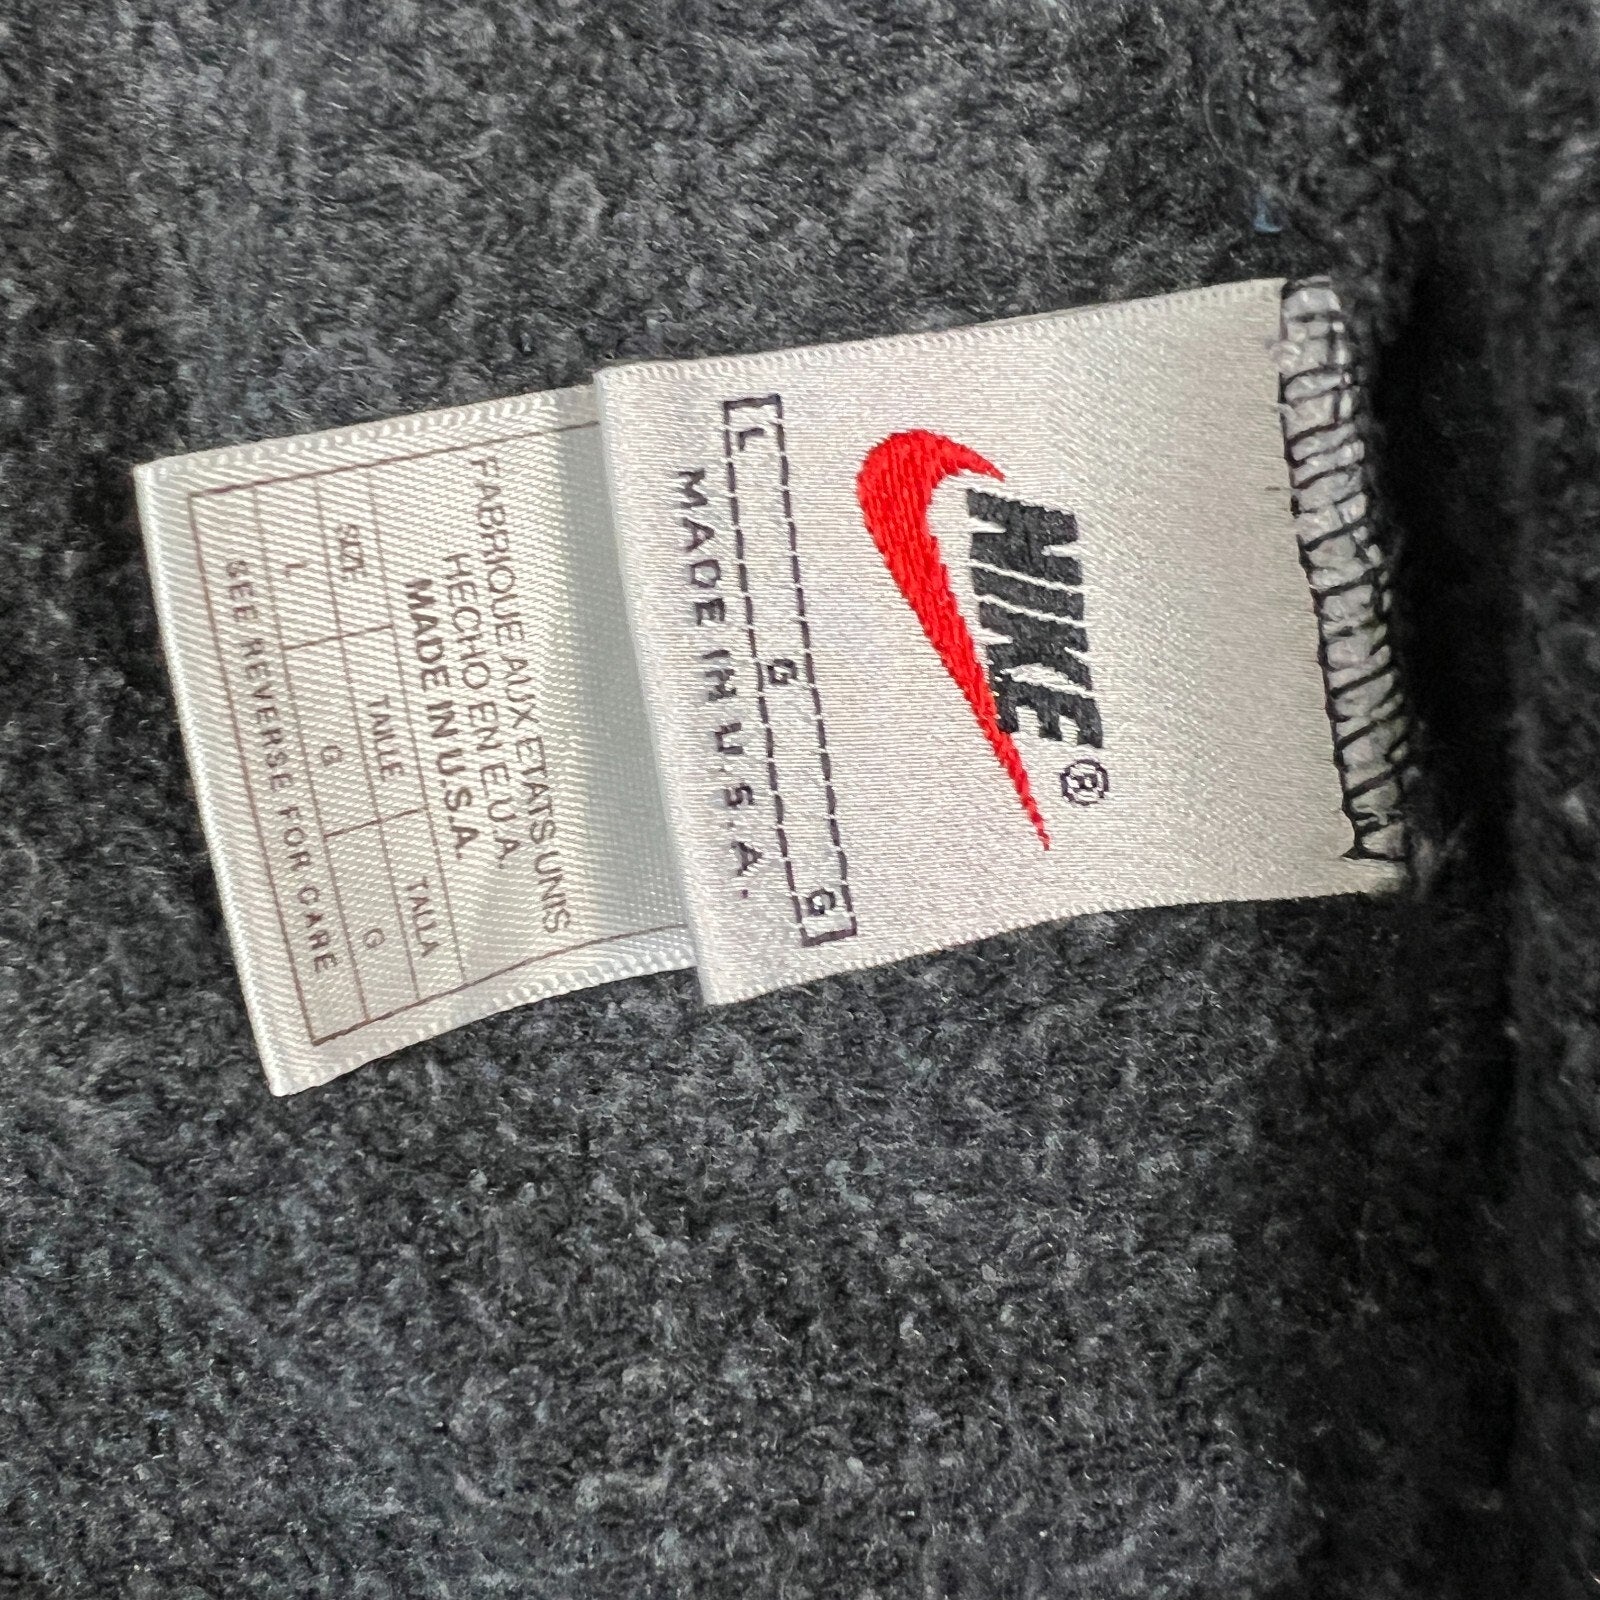 NIKE®
L G G
MADE IN U.S.A.
FABRIQUE AUX ETATS UNIS
HECHO EN E.U.A.
MADE IN U.S.A.
SIZE TAILLE TALLA
L G G
SEE REVERSE FOR CARE